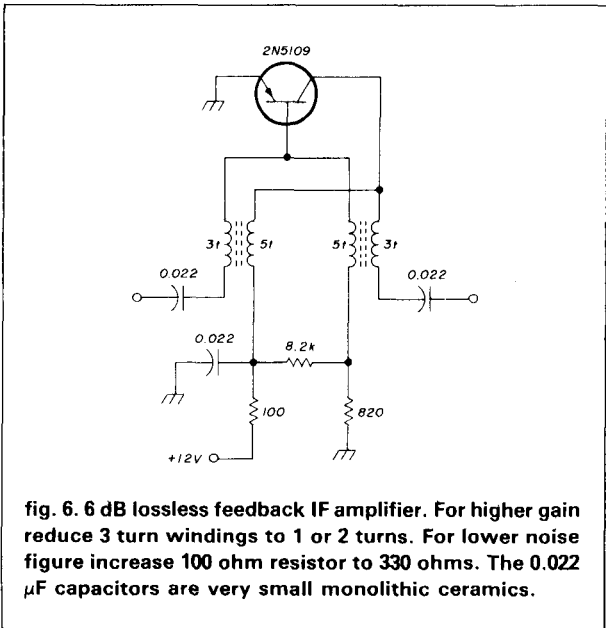 2N5109
3t
5t
5t
3t
0.022
0.022
0.022
8.2k
100
820
+12V
fig. 6. 6 dB lossless feedback IF amplifier. For higher gain
reduce 3 turn windings to 1 or 2 turns. For lower noise
figure increase 100 ohm resistor to 330 ohms. The 0.022
μF capacitors are very small monolithic ceramics.